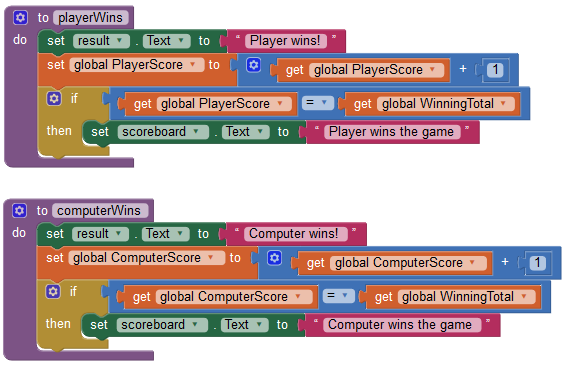 to playerWins
do set result . Text to " Player wins! "
set global PlayerScore to get global PlayerScore + 1
if get global PlayerScore = get global WinningTotal
then set scoreboard . Text to " Player wins the game "
to computerWins
do set result . Text to " Computer wins! "
set global ComputerScore to get global ComputerScore + 1
if get global ComputerScore = get global WinningTotal
then set scoreboard . Text to " Computer wins the game "